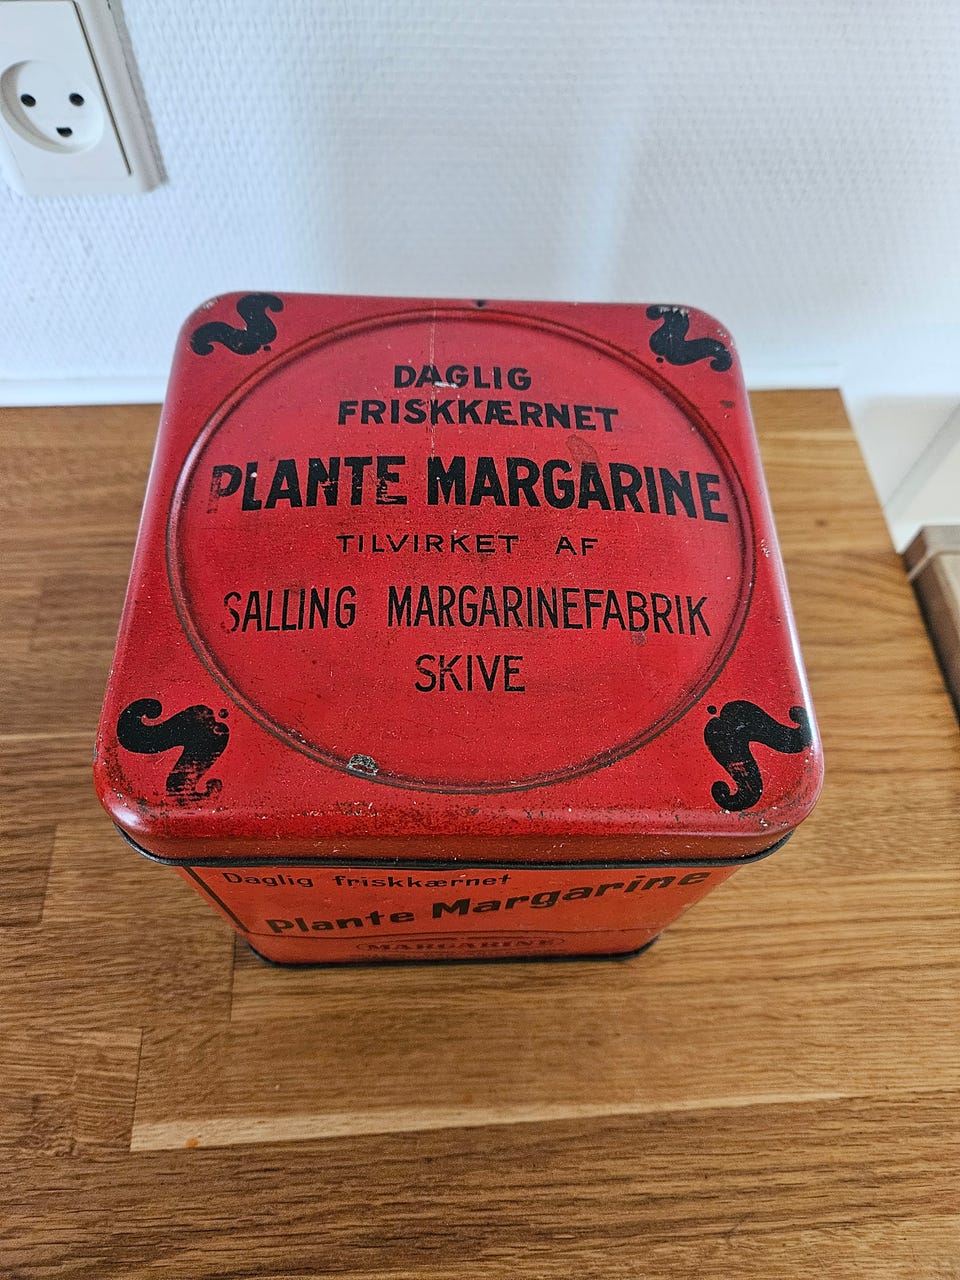 DAGLIG
FRISKKÆRNET
PLANTE MARGARINE
TILVIRKET AF
SALLING MARGARINEFABRIK
SKIVE
Daglig friskkærnet
Plante Margarine
MARGARINE